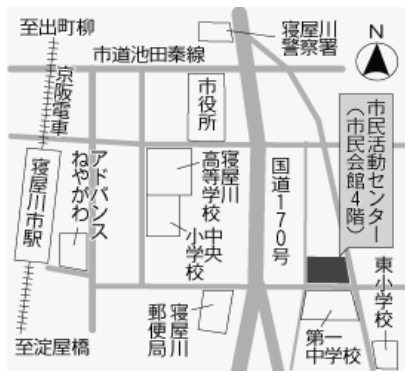 至出町柳
京阪電車
市道池田秦線
寝屋川
警察署
N
市役所
市民活動センター
（市民会館4階）
寝屋川市駅
アドバンス
ねやがわ
寝屋川
高等学校
中央
小学校
国道170号
東小学校
寝屋川
郵便局
第一
中学校
至淀屋橋